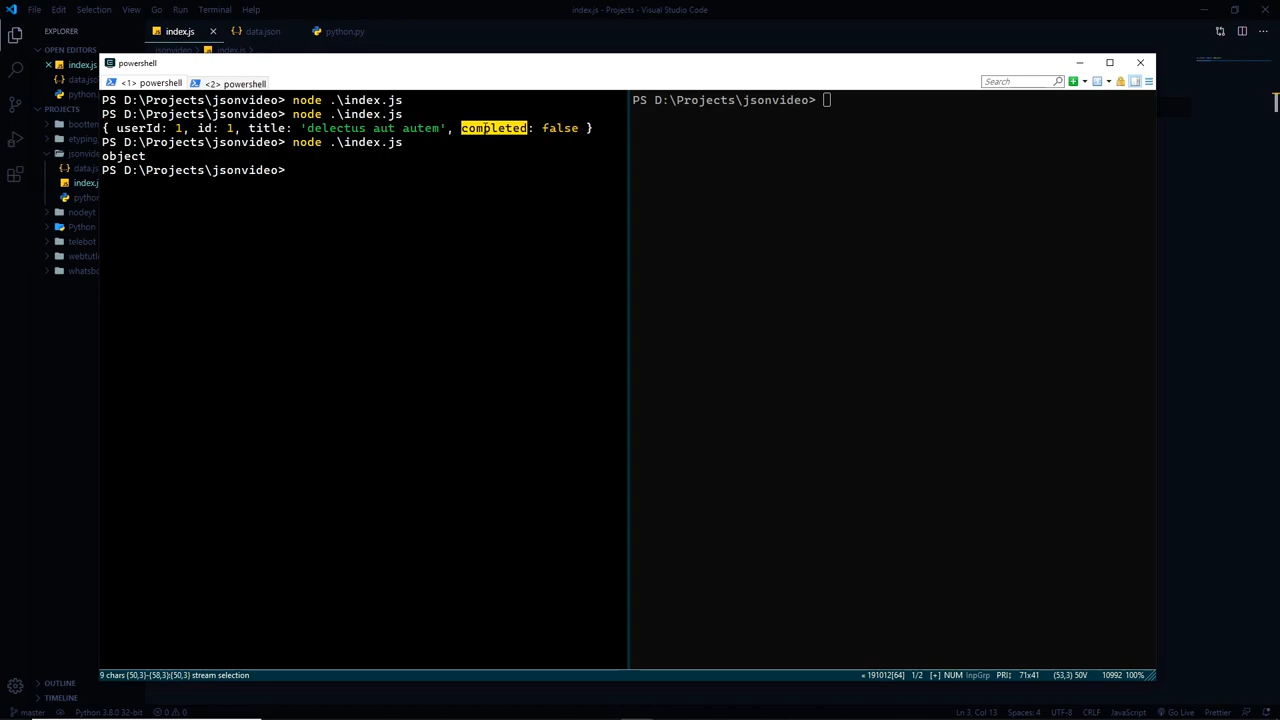 File Edit Selection View Go Run Terminal Help
index.js - Projects - Visual Studio Code
EXPLORER
index.js
data.json
python.py
OPEN EDITORS
jsonvideo > index.js > ...
index.js
powershell
data.js
<1> powershell <2> powershell
Search
python
PROJECTS
PS D:\Projects\jsonvideo> node .\index.js
PS D:\Projects\jsonvideo>
PS D:\Projects\jsonvideo> node .\index.js
{ userId: 1, id: 1, title: 'delectus aut autem', completed: false }
PS D:\Projects\jsonvideo> node .\index.js
object
PS D:\Projects\jsonvideo>
bootten
etyping
jsonvide
data.js
index.j
python
nodeyt
Python
telebot
webtutle
whatsbo
9 chars {50,3}-{58,3}:{50,3} stream selection
« 191012[64] 1/2 [+] NUM InpGrp PRI↕ 71x41 (53,3) 50V 10992 100%
OUTLINE
TIMELINE
master Python 3.8.0 32-bit 0 0
Ln 3, Col 13 Spaces: 4 UTF-8 CRLF JavaScript Go Live Prettier